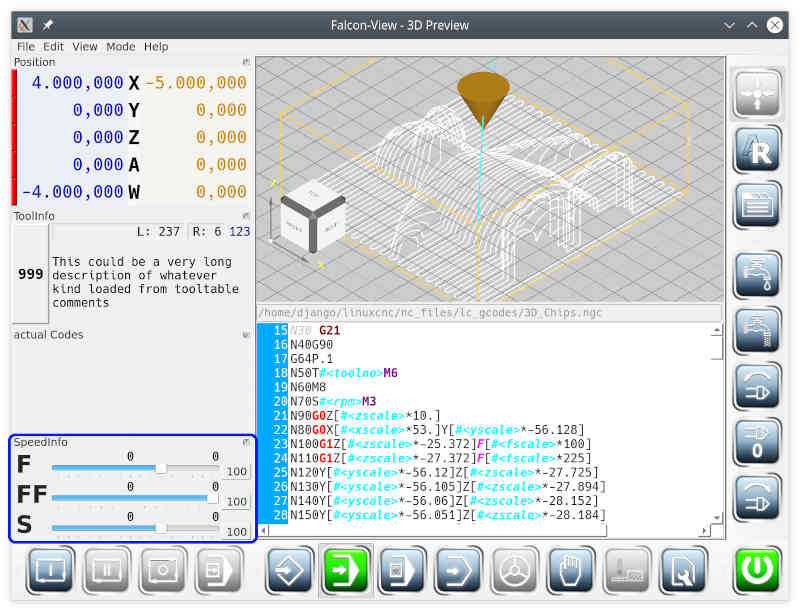 Falcon-View - 3D Preview
File Edit View Mode Help
Position
4.000,000 X -5.000,000
0,000 Y 0,000
0,000 Z 0,000
0,000 A 0,000
-4.000,000 W 0,000
ToolInfo
L: 237 R: 6 123
999
This could be a very long
description of whatever
kind loaded from tooltable
comments
actual Codes
SpeedInfo
F 0 0 100
FF 0 0 100
S 0 0 100
TOP
/home/django/linuxcnc/nc_files/lc_gcodes/3D_Chips.ngc
15 N30 G21
16 N40G90
17 G64P.1
18 N50T#<toolno>M6
19 N60M8
20 N70S#<rpm>M3
21 N90G0Z[#<zscale>*10.]
22 N80G0X[#<xscale>*53.]Y[#<yscale>*-56.128]
23 N100G1Z[#<zscale>*-25.372]F[#<fscale>*100]
24 N110G1Z[#<zscale>*-27.372]F[#<fscale>*225]
25 N120Y[#<yscale>*-56.12]Z[#<zscale>*-27.725]
26 N130Y[#<yscale>*-56.105]Z[#<zscale>*-27.894]
27 N140Y[#<yscale>*-56.06]Z[#<zscale>*-28.152]
28 N150Y[#<yscale>*-56.051]Z[#<zscale>*-28.184]
R
0